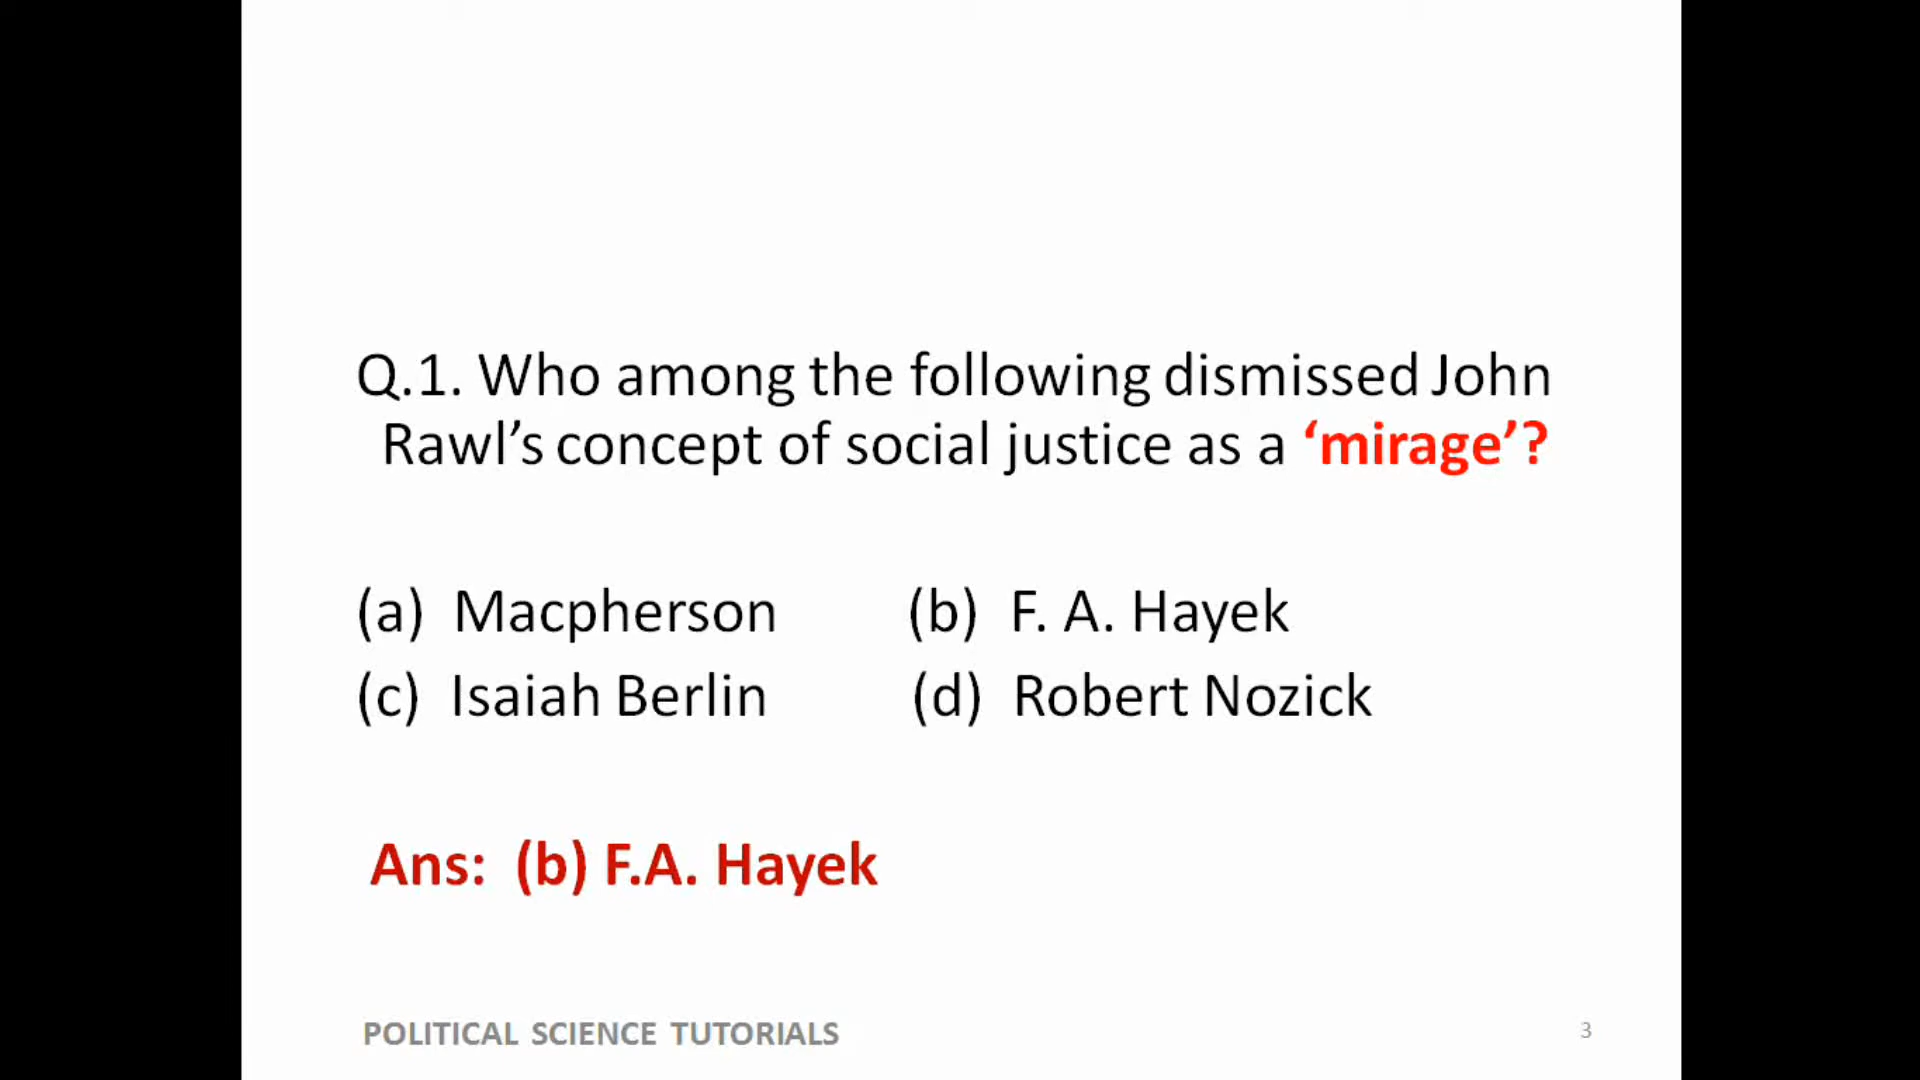 Q.1. Who among the following dismissed John
Rawl’s concept of social justice as a ‘mirage’?
(a) Macpherson (b) F. A. Hayek
(c) Isaiah Berlin (d) Robert Nozick
Ans: (b) F.A. Hayek
POLITICAL SCIENCE TUTORIALS 3